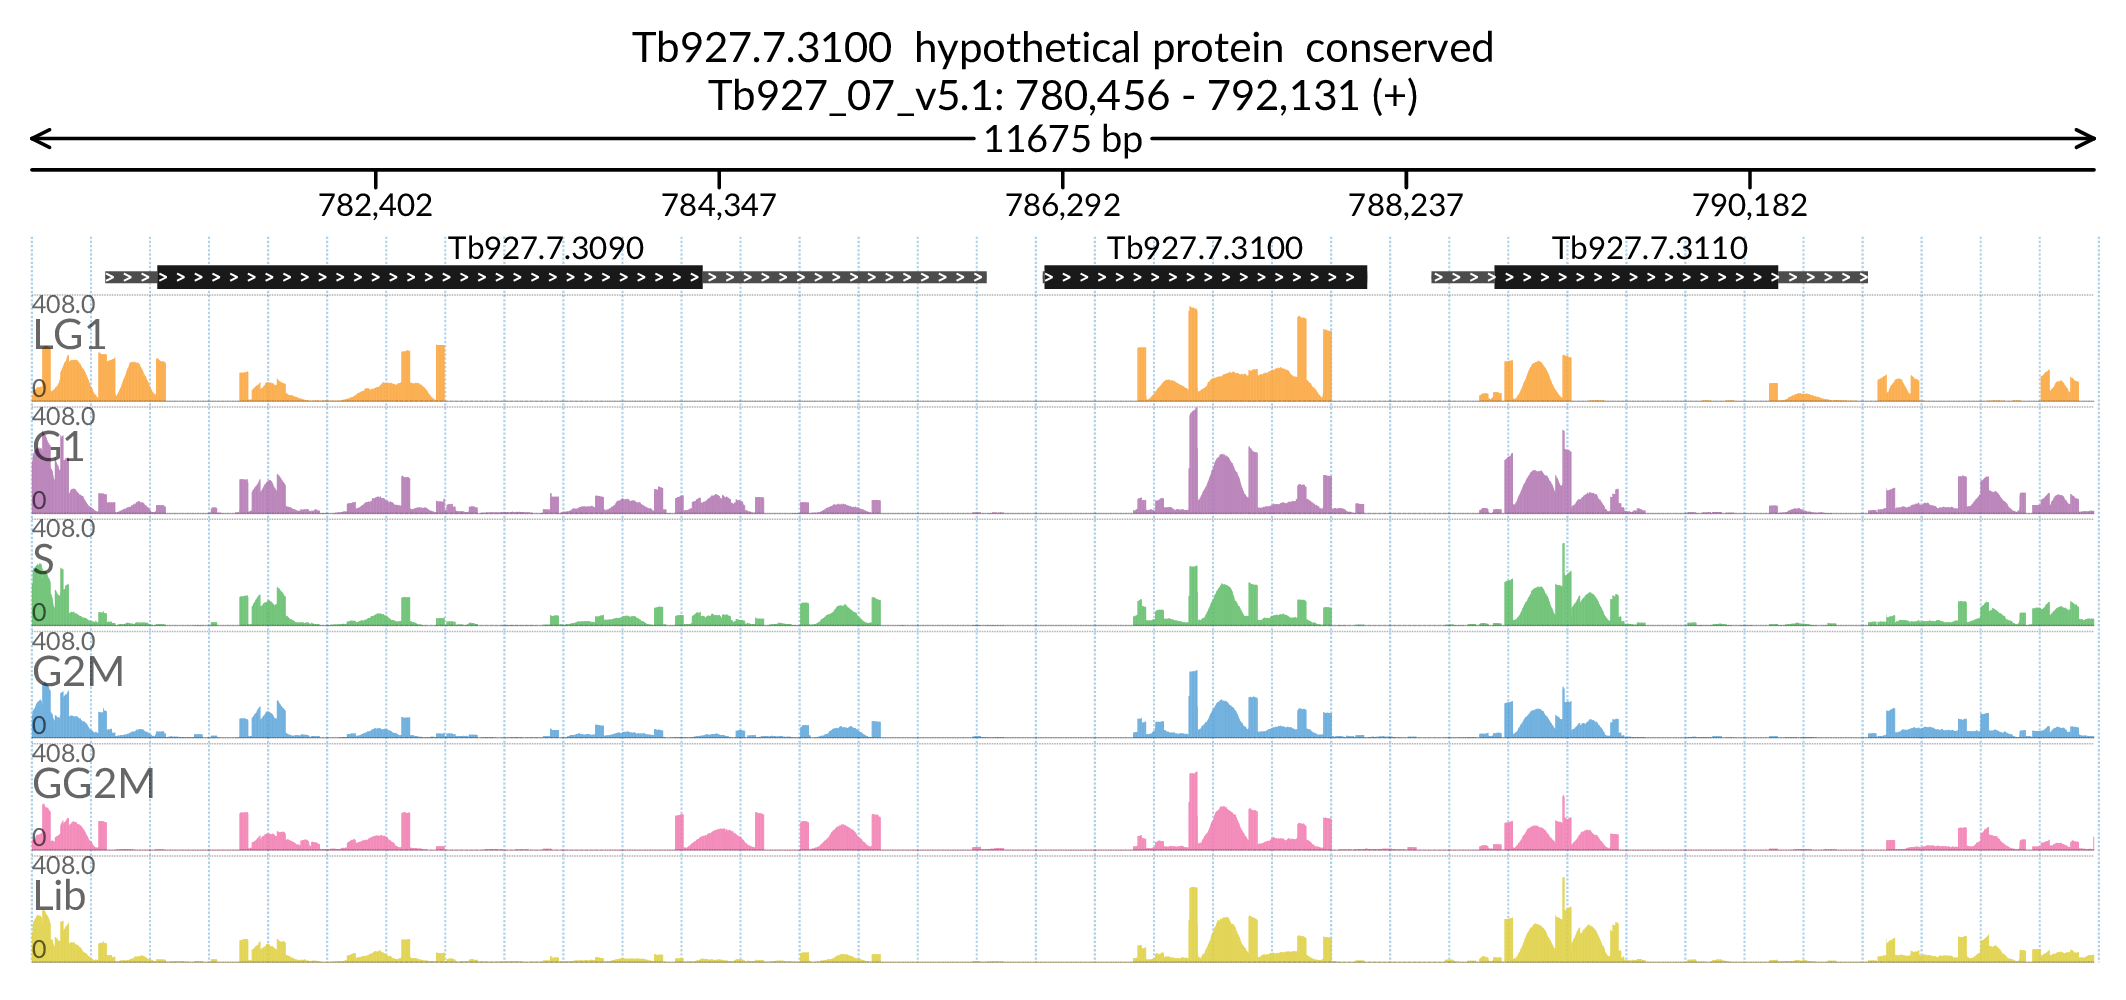 Tb927.7.3100  hypothetical protein  conserved
Tb927_07_v5.1: 780,456 - 792,131 (+)
11675 bp
782,402 784,347 786,292 788,237 790,182
Tb927.7.3090 Tb927.7.3100 Tb927.7.3110
408.0
LG1
0
408.0
G1
0
408.0
S
0
408.0
G2M
0
408.0
GG2M
0
408.0
Lib
0